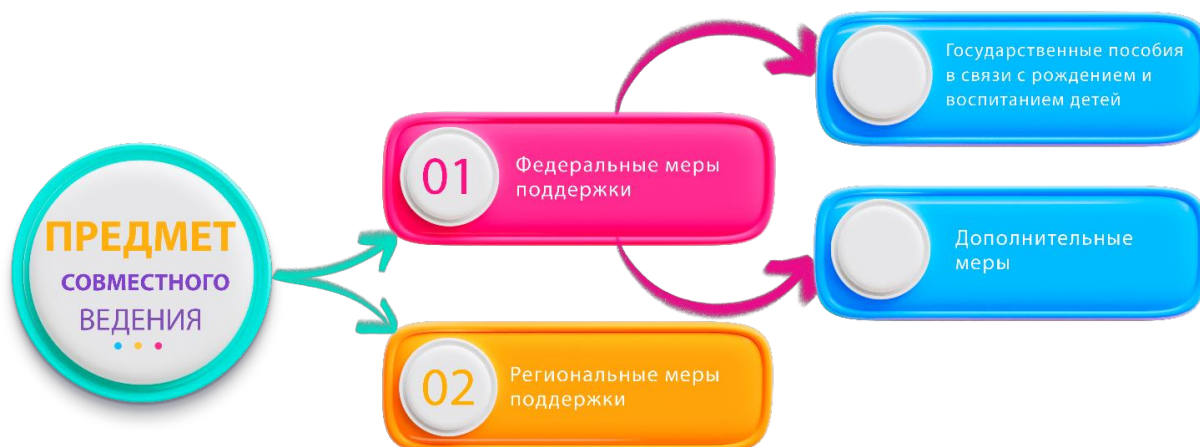 ПРЕДМЕТ
СОВМЕСТНОГО
ВЕДЕНИЯ
01
Федеральные меры
поддержки
Государственные пособия
в связи с рождением и
воспитанием детей
Дополнительные
меры
02
Региональные меры
поддержки